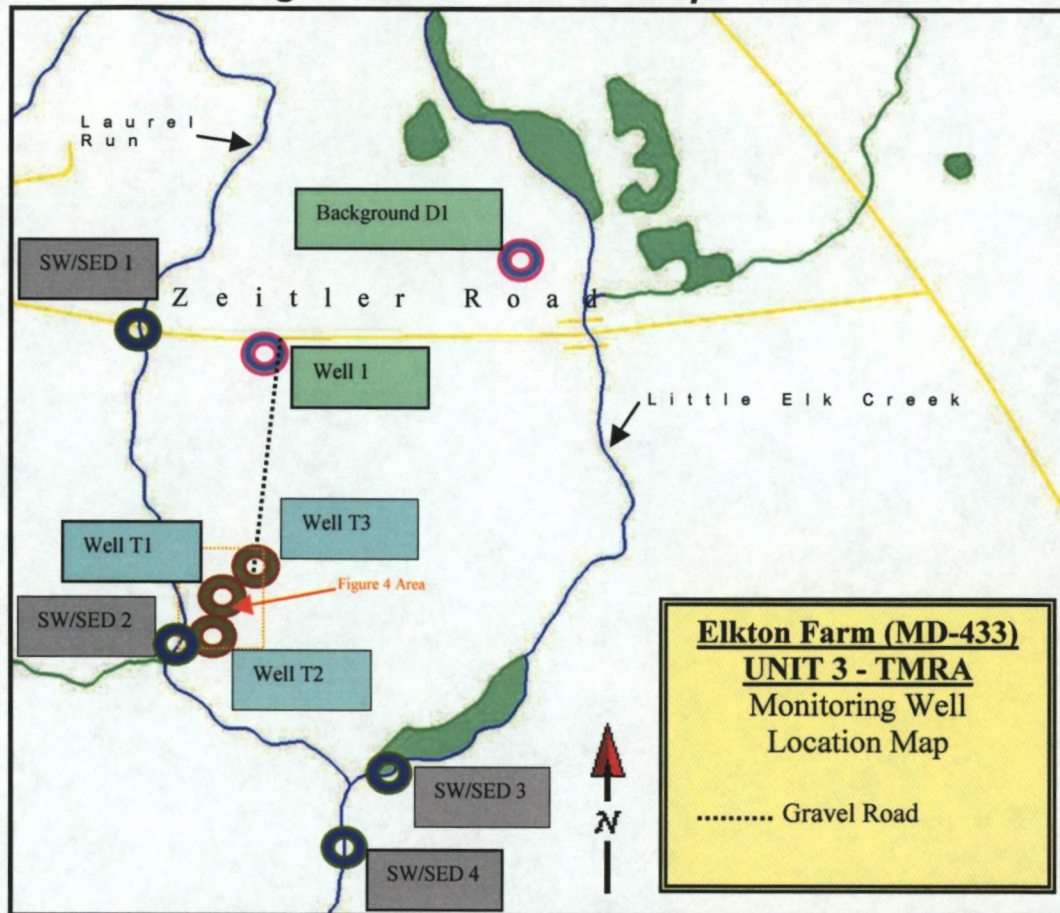 Laurel
Run
Background D1
SW/SED 1
Zeitler Road
Well 1
Little Elk Creek
Well T3
Well T1
Figure 4 Area
SW/SED 2
Well T2
Elkton Farm (MD-433)
UNIT 3 - TMRA
Monitoring Well
Location Map
.......... Gravel Road
SW/SED 3
N
SW/SED 4